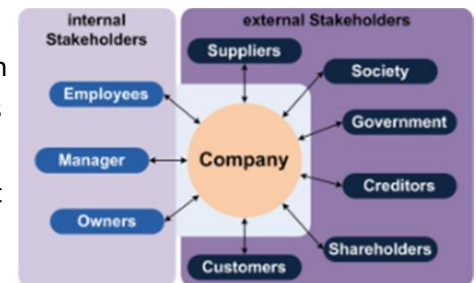 internal
Stakeholders
external Stakeholders
Suppliers
Society
Employees
Government
Manager
Company
Creditors
Owners
Shareholders
Customers